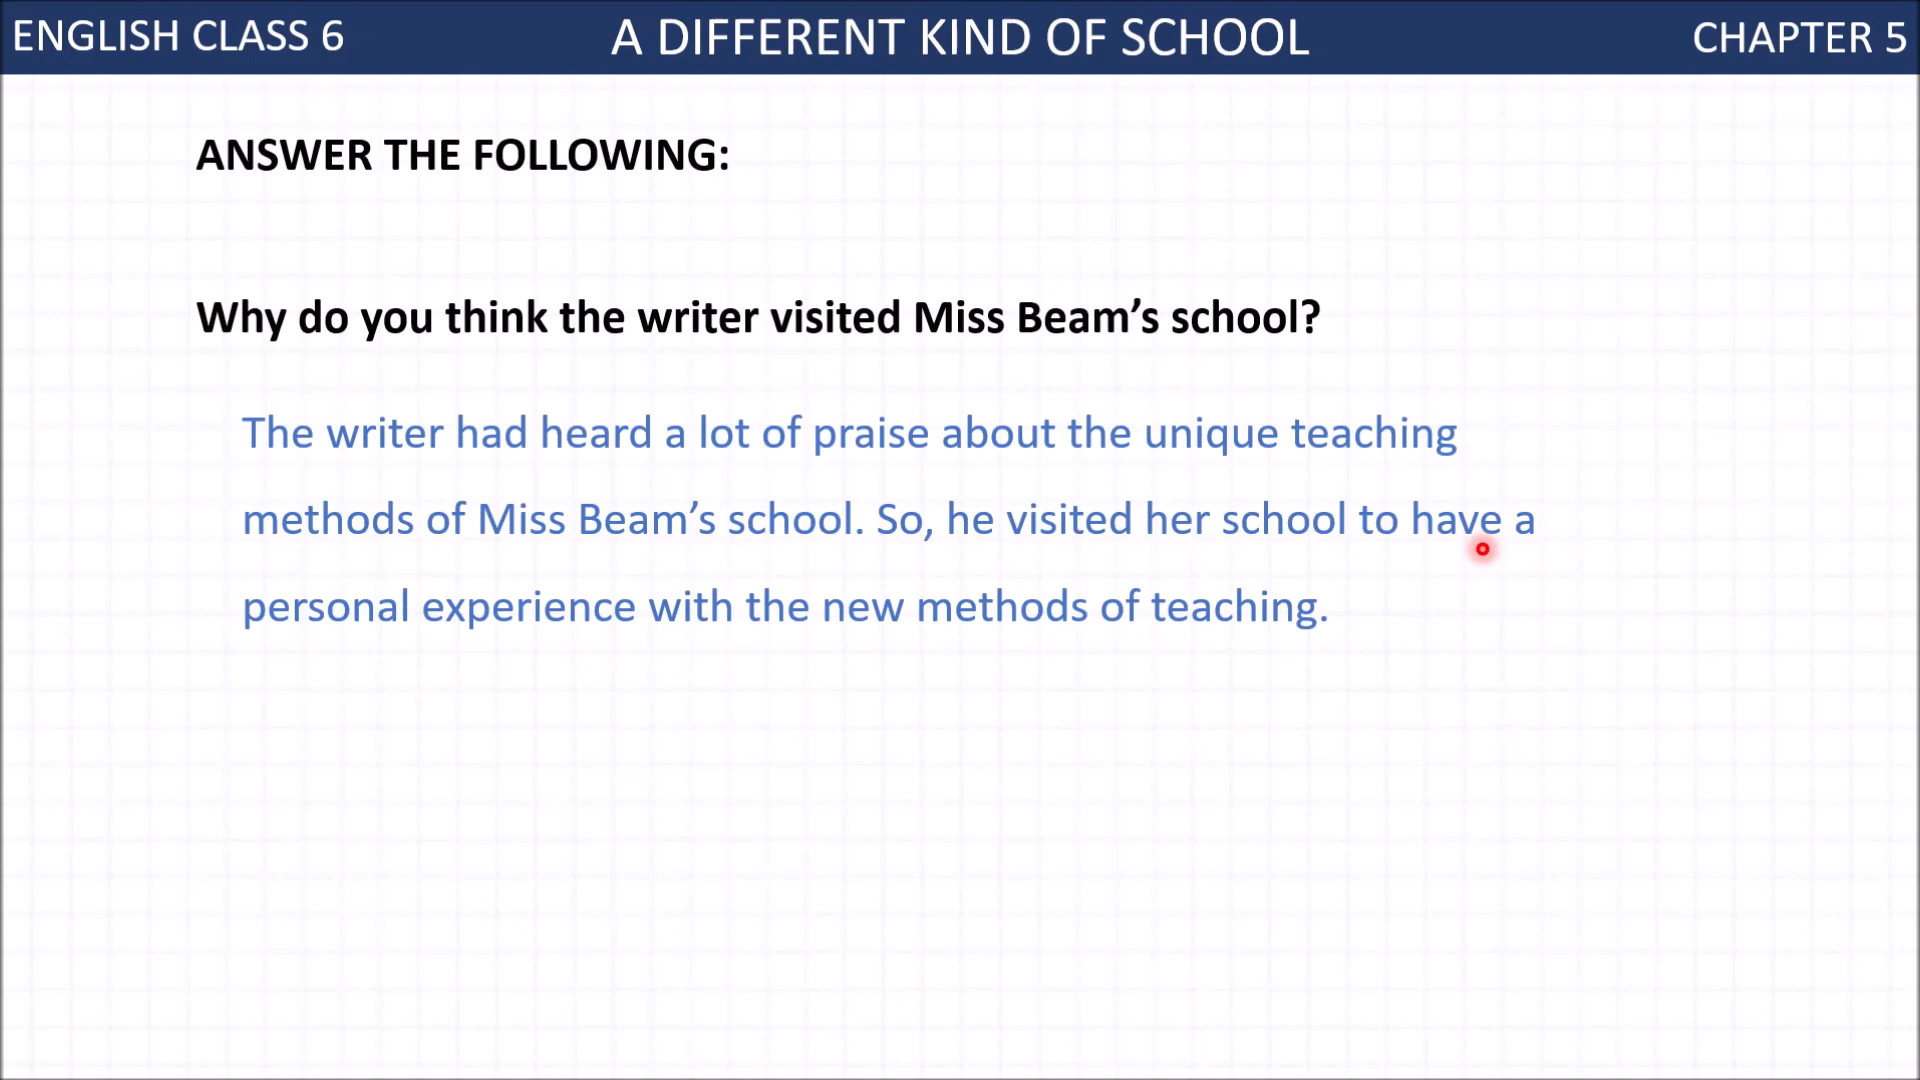 ENGLISH CLASS 6
A DIFFERENT KIND OF SCHOOL
CHAPTER 5
ANSWER THE FOLLOWING:
Why do you think the writer visited Miss Beam’s school?
The writer had heard a lot of praise about the unique teaching
methods of Miss Beam’s school. So, he visited her school to have a
personal experience with the new methods of teaching.